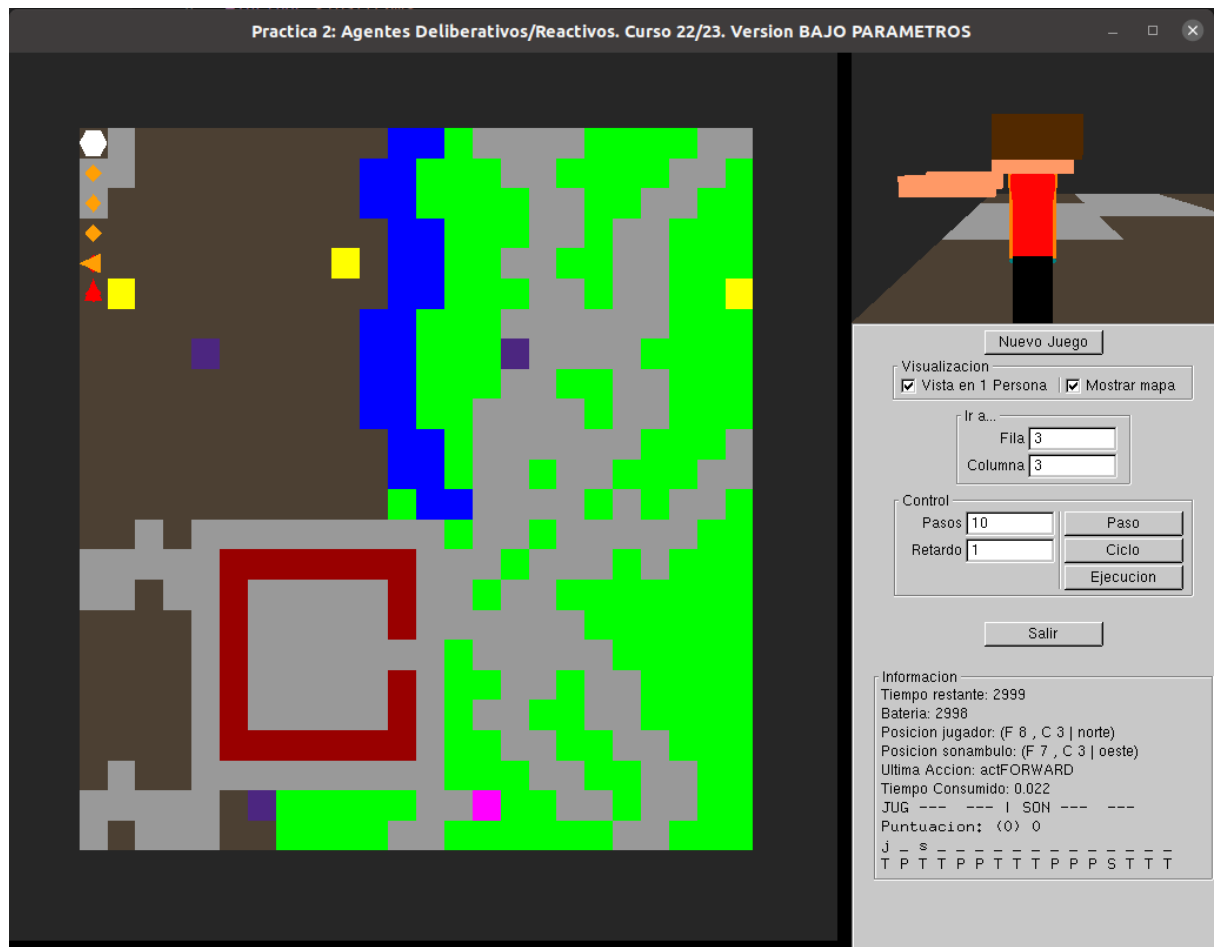 Practica 2: Agentes Deliberativos/Reactivos. Curso 22/23. Version BAJO PARAMETROS
Nuevo Juego
Visualizacion
Vista en 1 Persona Mostrar mapa
Ir a...
Fila 3
Columna 3
Control
Pasos 10 Paso
Retardo 1 Ciclo
Ejecucion
Salir
Informacion
Tiempo restante: 2999
Bateria: 2998
Posicion jugador: (F 8 , C 3 | norte)
Posicion sonambulo: (F 7 , C 3 | oeste)
Ultima Accion: actFORWARD
Tiempo Consumido: 0.022
JUG --- --- I SON --- ---
Puntuacion: (0) 0
j _ s _ _ _ _ _ _ _ _ _ _ _ _ _
T P T T P P T T T P P P S T T T